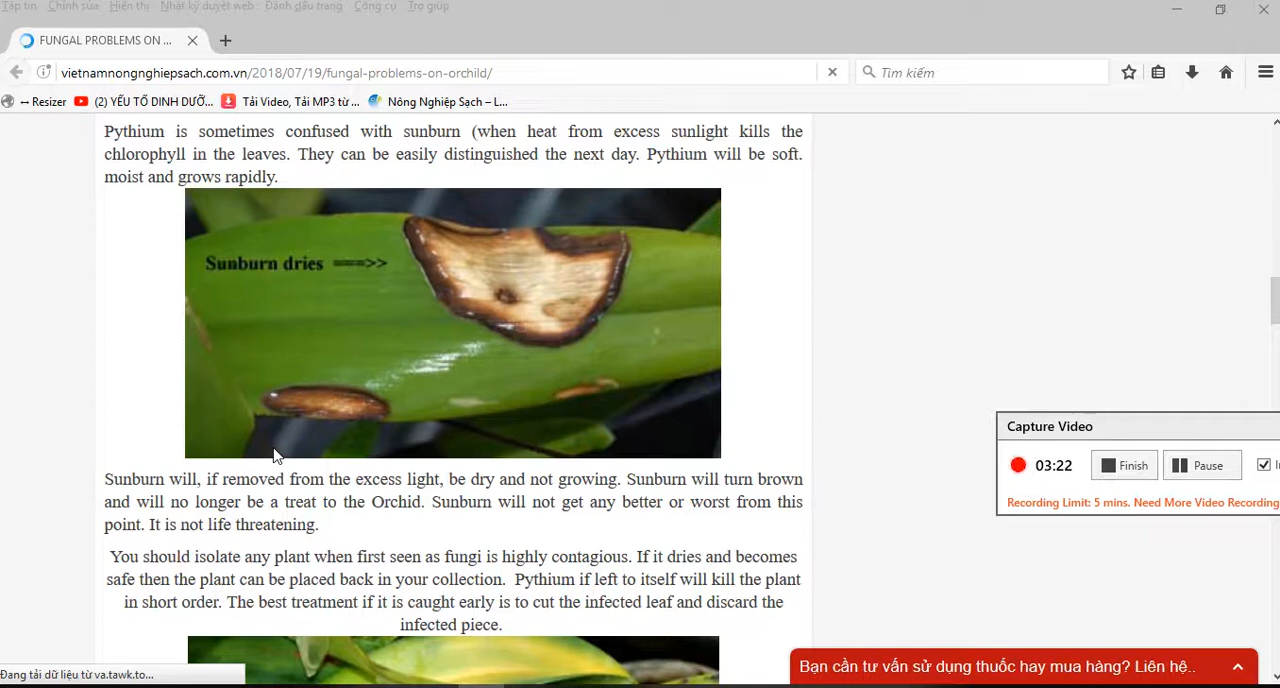 Tập tin Chỉnh sửa Hiển thị Nhật ký duyệt web Đánh dấu trang Công cụ Trợ giúp
FUNGAL PROBLEMS ON ...
vietnamnongnghiepsach.com.vn/2018/07/19/fungal-problems-on-orchild/
Tìm kiếm
↔ Resizer (2) YẾU TỐ DINH DƯỠ... Tải Video, Tải MP3 từ ... Nông Nghiệp Sạch – L...
Pythium is sometimes confused with sunburn (when heat from excess sunlight kills the
chlorophyll in the leaves. They can be easily distinguished the next day. Pythium will be soft.
moist and grows rapidly.
Sunburn dries ===>>
Sunburn will, if removed from the excess light, be dry and not growing. Sunburn will turn brown
and will no longer be a treat to the Orchid. Sunburn will not get any better or worst from this
point. It is not life threatening.
You should isolate any plant when first seen as fungi is highly contagious. If it dries and becomes
safe then the plant can be placed back in your collection. Pythium if left to itself will kill the plant
in short order. The best treatment if it is caught early is to cut the infected leaf and discard the
infected piece.
Capture Video
03:22 Finish Pause
Recording Limit: 5 mins. Need More Video Recording
Bạn cần tư vấn sử dụng thuốc hay mua hàng? Liên hệ..
Đang tải dữ liệu từ va.tawk.to...